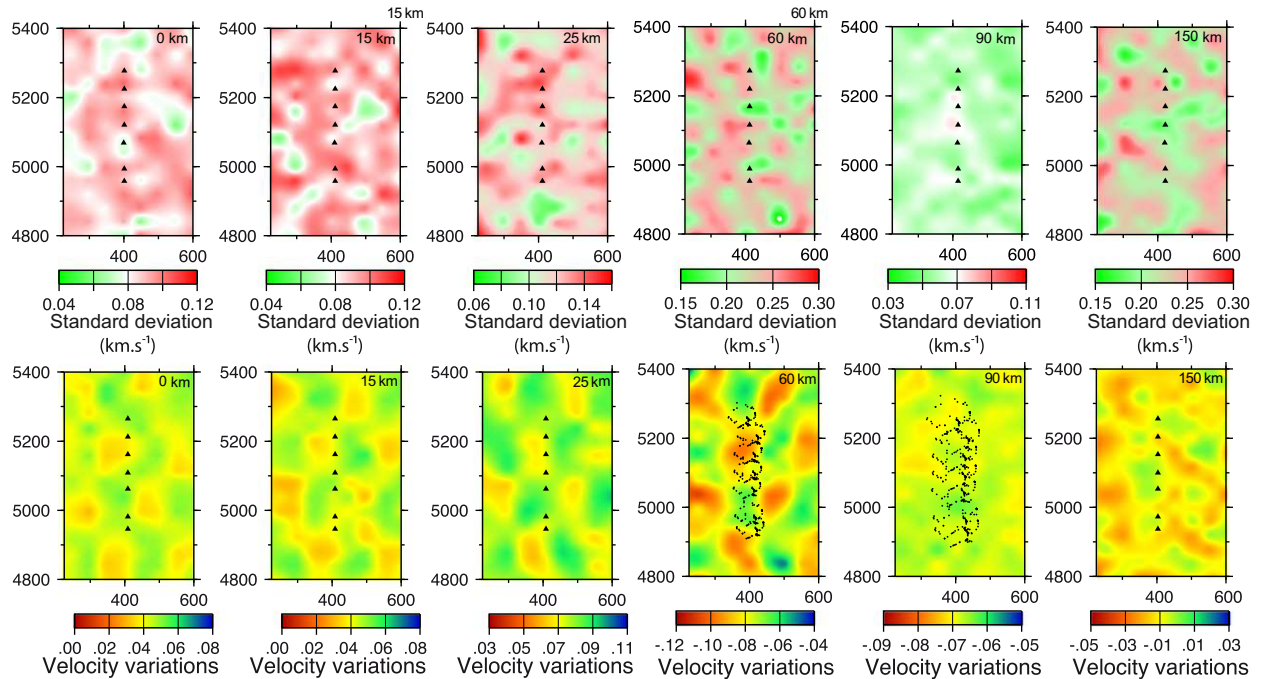 15 km 60 km
5400 0 km 15 km 5400 25 km 5400 60 km 5400 90 km 5400 150 km
5400
5200 5200 5200 5200 5200 5200
5000 5000 5000 5000 5000 5000
4800 4800 4800 4800 4800 4800
400 600 400 600 400 600 400 600 400 600 400 600
0.04 0.08 0.12 0.04 0.08 0.12 0.06 0.10 0.14 0.15 0.20 0.25 0.30 0.03 0.07 0.11 0.15 0.20 0.25 0.30
Standard deviation Standard deviation Standard deviation Standard deviation Standard deviation Standard deviation
(km.s⁻¹) (km.s⁻¹) (km.s⁻¹) (km.s⁻¹) (km.s⁻¹) (km.s⁻¹)
5400 0 km 5400 15 km 5400 25 km 5400 60 km 5400 90 km 5400 150 km
5200 5200 5200 5200 5200 5200
5000 5000 5000 5000 5000 5000
4800 4800 4800 4800 4800 4800
400 600 400 600 400 600 400 600 400 600 400 600
.00 .02 .04 .06 .08 .00 .02 .04 .06 .08 .03 .05 .07 .09 .11 -.12 -.10 -.08 -.06 -.04 -.09 -.08 -.07 -.06 -.05 -.05 -.03 -.01 .01 .03
Velocity variations Velocity variations Velocity variations Velocity variations Velocity variations Velocity variations